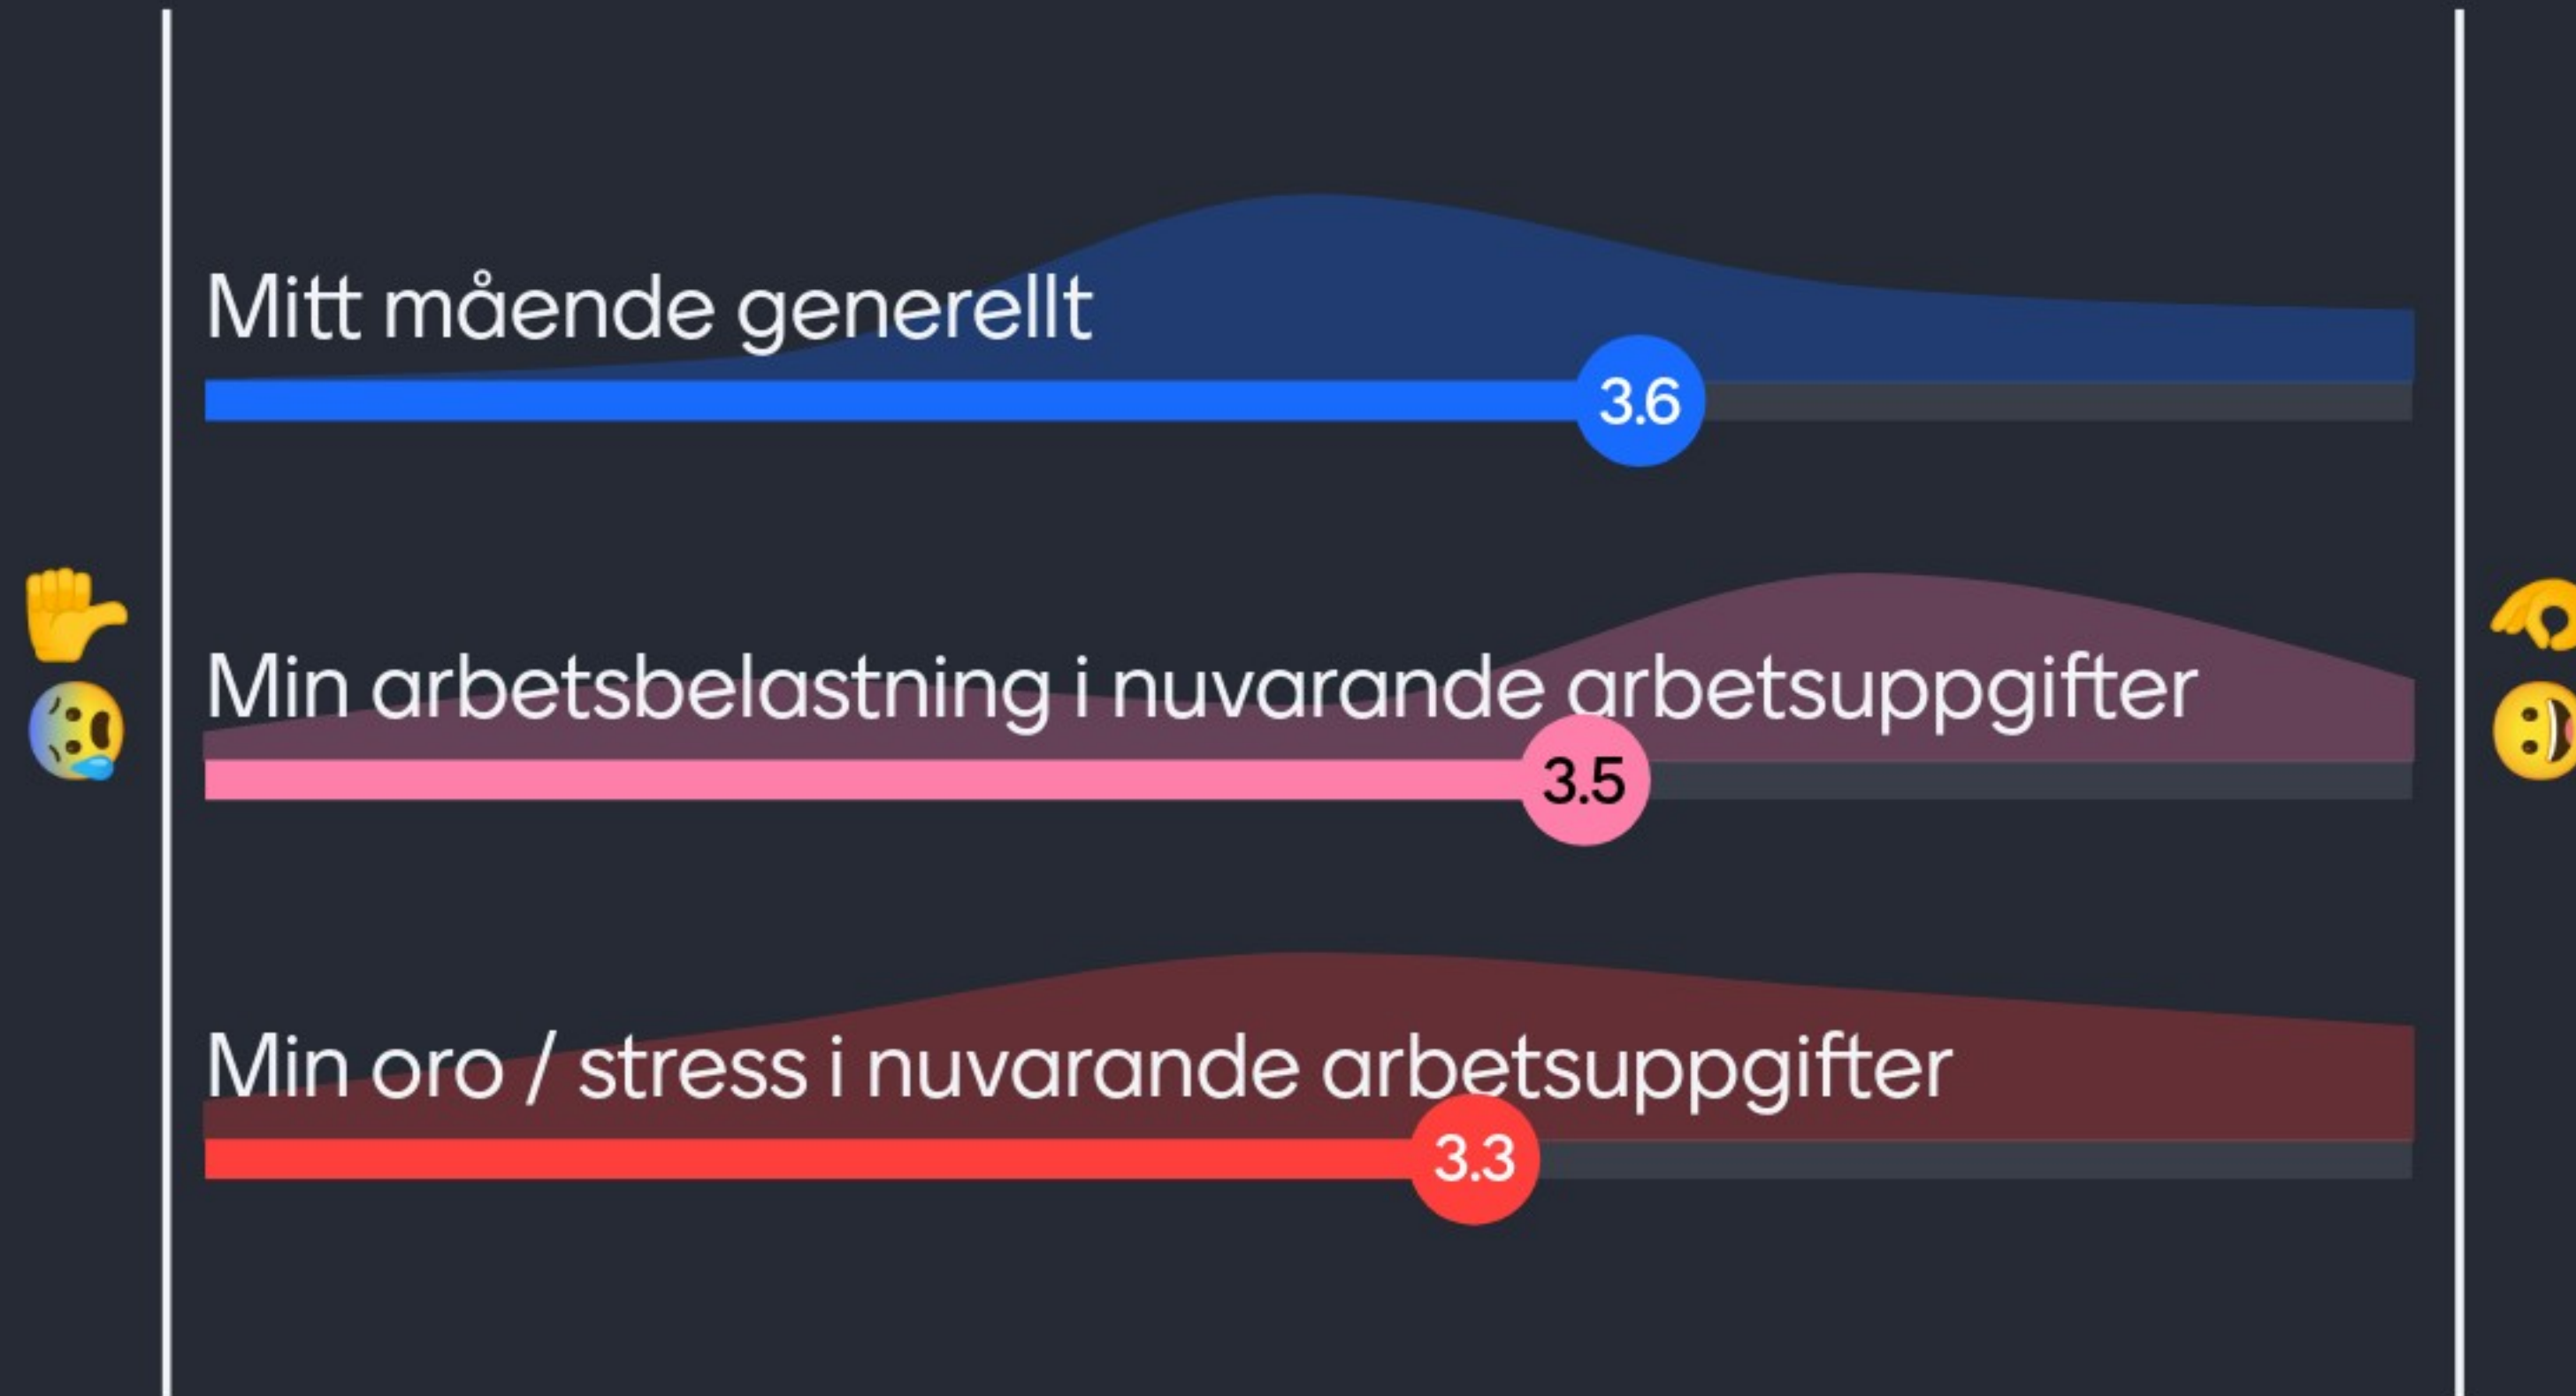 Mitt mående generellt
3.6
Min arbetsbelastning i nuvarande arbetsuppgifter
3.5
Min oro / stress i nuvarande arbetsuppgifter
3.3